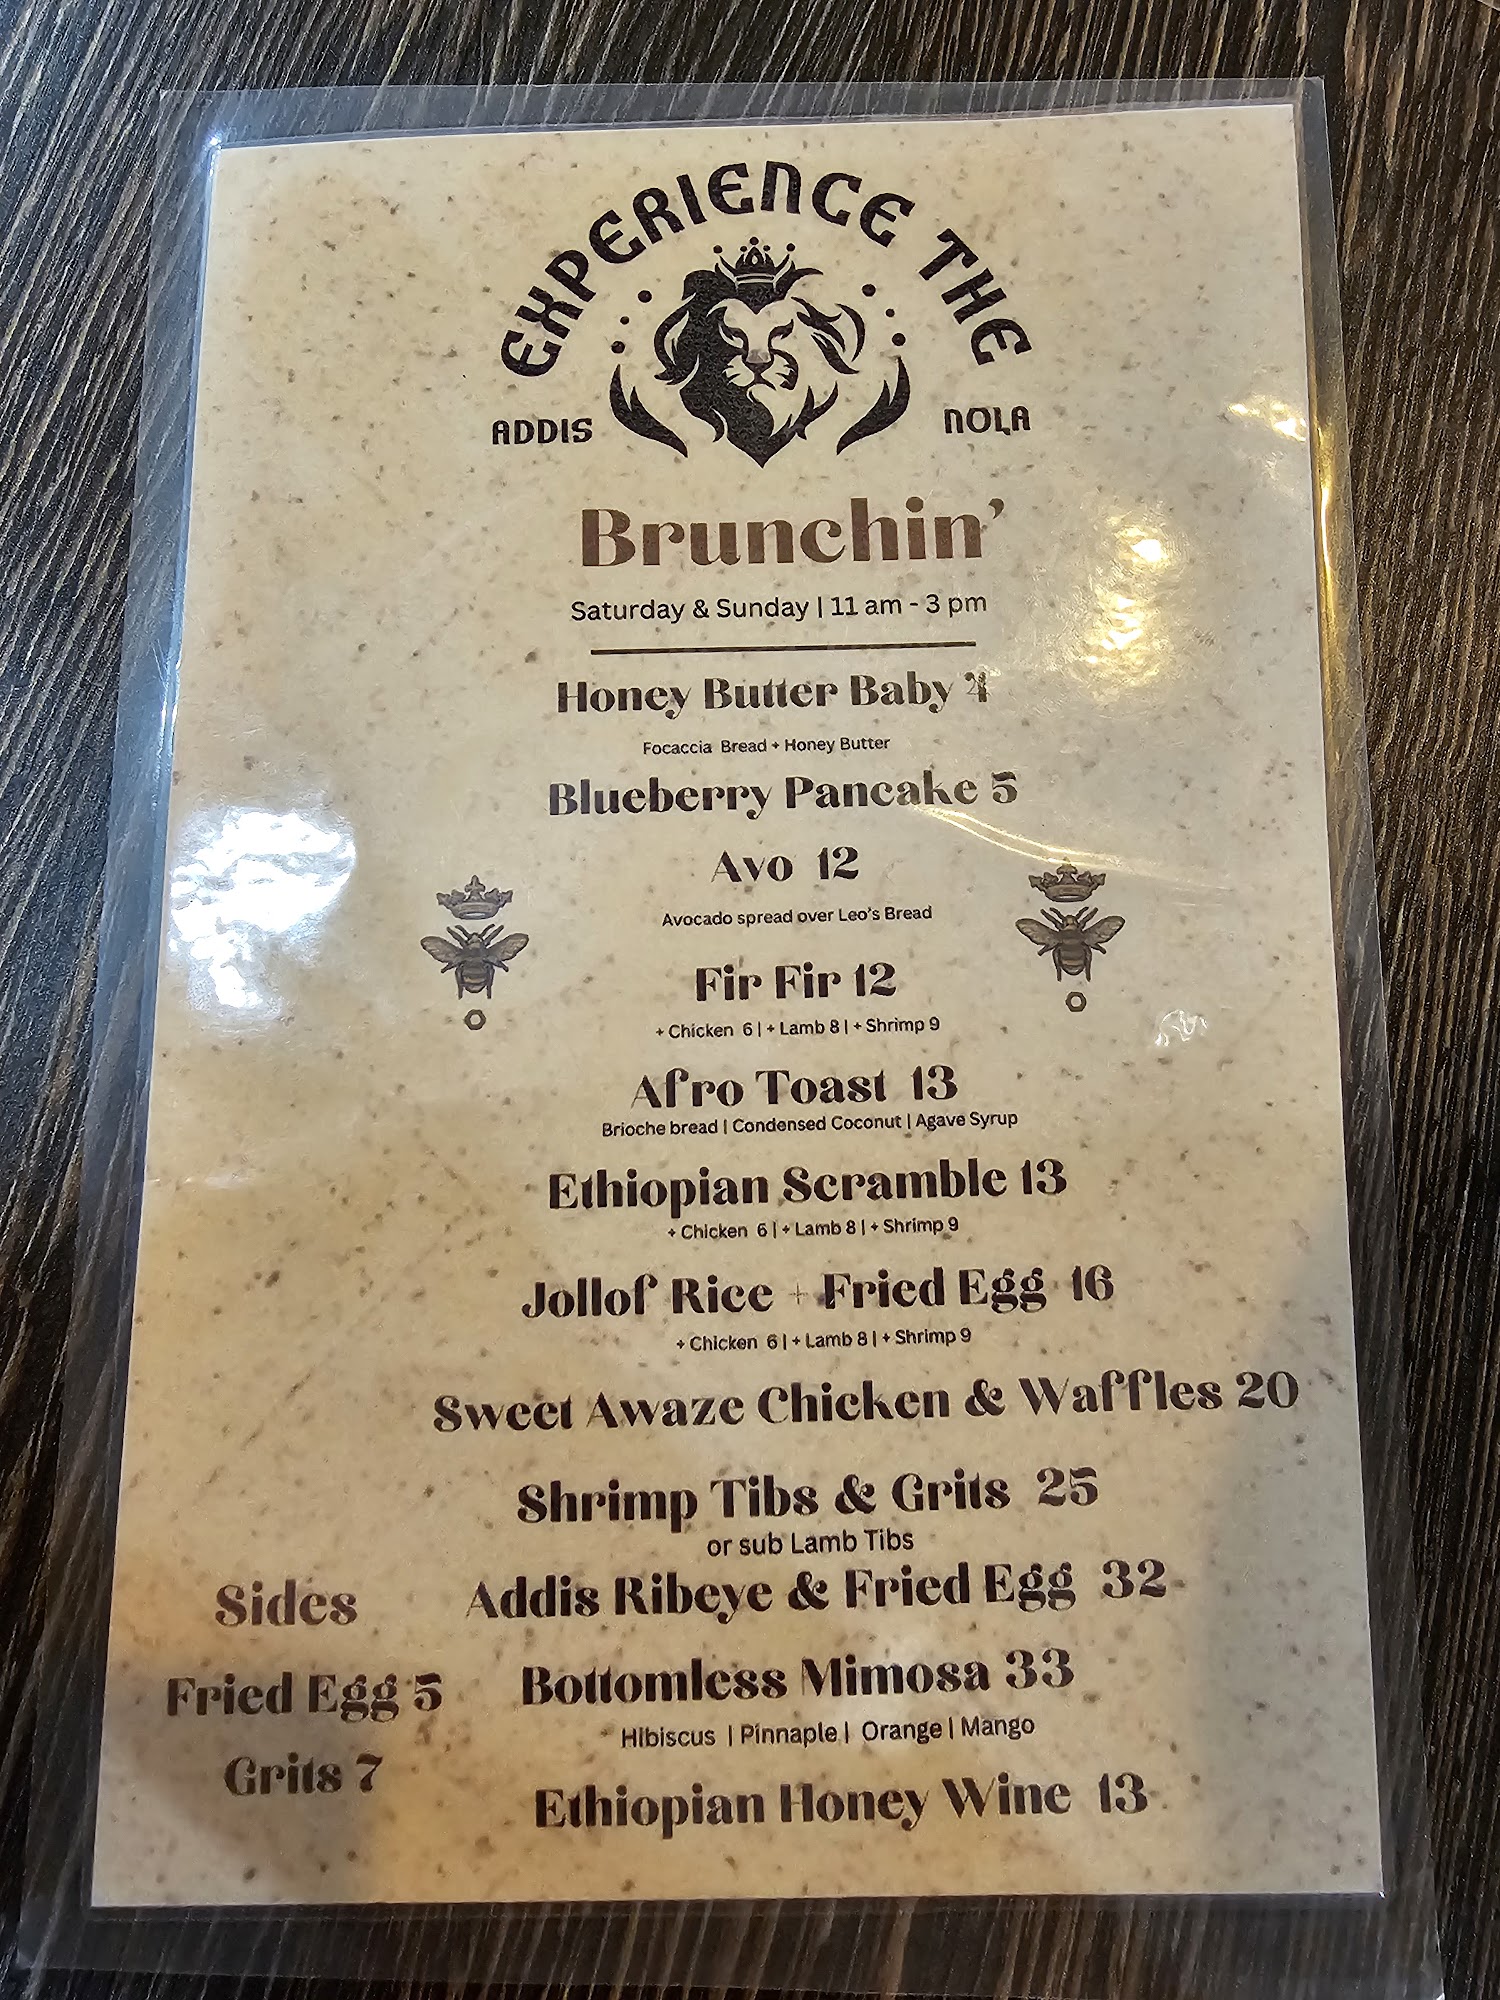 EXPERIENCE THE
ADDIS NOLA
Brunchin'
Saturday & Sunday | 11 am - 3 pm
Honey Butter Baby 4
Focaccia Bread + Honey Butter
Blueberry Pancake 5
Avo 12
Avocado spread over Leo's Bread
Fir Fir 12
+ Chicken 6 | + Lamb 8 | + Shrimp 9
Afro Toast 13
Brioche bread | Condensed Coconut | Agave Syrup
Ethiopian Scramble 13
+ Chicken 6 | + Lamb 8 | + Shrimp 9
Jollof Rice + Fried Egg 16
+ Chicken 6 | + Lamb 8 | + Shrimp 9
Sweet Awaze Chicken & Waffles 20
Shrimp Tibs & Grits 25
or sub Lamb Tibs
Addis Ribeye & Fried Egg 32
Bottomless Mimosa 33
Hibiscus | Pinnaple | Orange | Mango
Ethiopian Honey Wine 13
Sides
Fried Egg 5
Grits 7